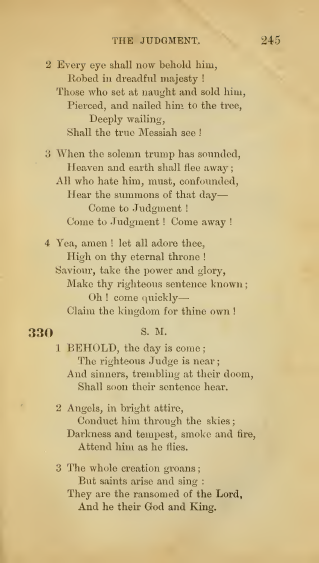 THE JUDGMENT. 245
2 Every eye shall now behold him,
Robed in dreadful majesty !
Those who set at naught and sold him,
Pierced, and nailed him to the tree,
Deeply wailing,
Shall the true Messiah see !
3 When the solemn trump has sounded,
Heaven and earth shall flee away ;
All who hate him, must, confounded,
Hear the summons of that day—
Come to Judgment !
Come to Judgment ! Come away !
4 Yea, amen ! let all adore thee,
High on thy eternal throne !
Saviour, take the power and glory,
Make thy righteous sentence known ;
Oh ! come quickly—
Claim the kingdom for thine own !
330 S. M.
1 BEHOLD, the day is come ;
The righteous Judge is near ;
And sinners, trembling at their doom,
Shall soon their sentence hear.
2 Angels, in bright attire,
Conduct him through the skies ;
Darkness and tempest, smoke and fire,
Attend him as he flies.
3 The whole creation groans ;
But saints arise and sing :
They are the ransomed of the Lord,
And he their God and King.